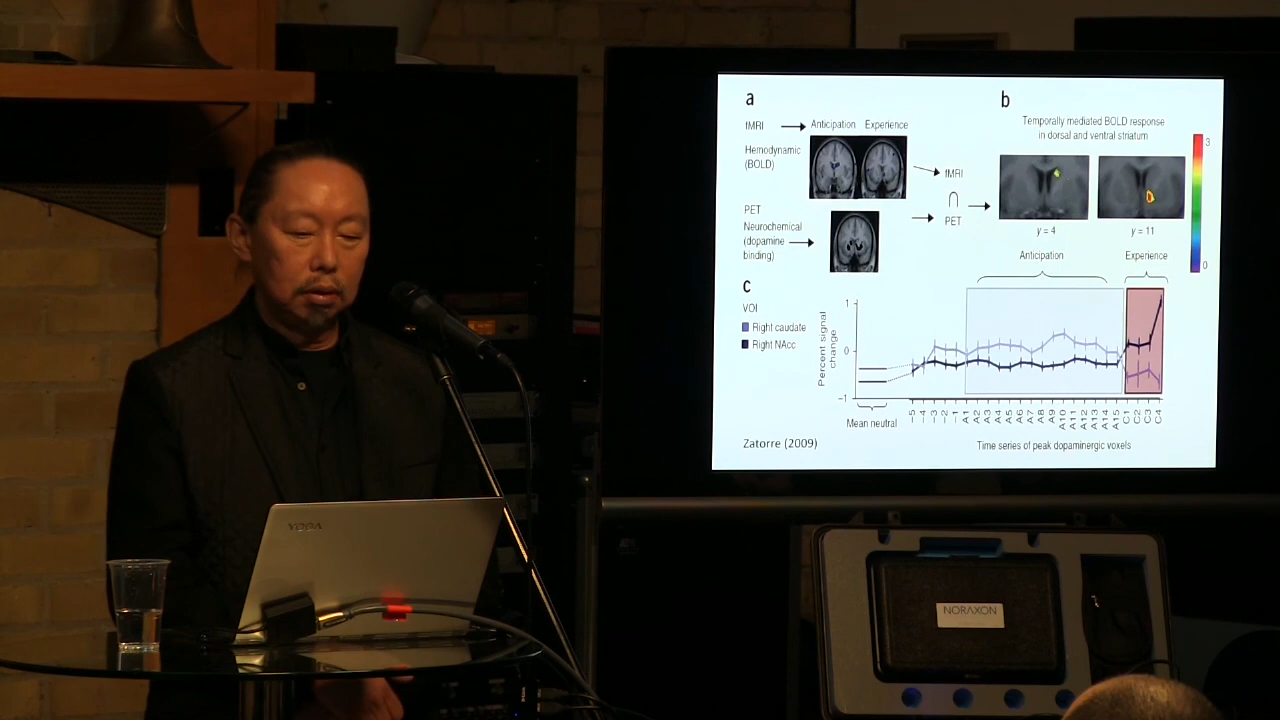 a
fMRI
Anticipation Experience
Hemodynamic
(BOLD)
PET
Neurochemical
(dopamine
binding)
fMRI
∩
PET
b
Temporally mediated BOLD response
in dorsal and ventral striatum
y = 4
y = 11
3
0
c
VOI
Right caudate
Right NAcc
Anticipation
Experience
Percent signal
change
1
0
−1
Mean neutral
−5 −4 −3 −2 −1 A1 A2 A3 A4 A5 A6 A7 A8 A9 A10 A11 A12 A13 A14 A15 C1 C2 C3 C4
Zatorre (2009)
Time series of peak dopaminergic voxels
YOGA
NORAXON